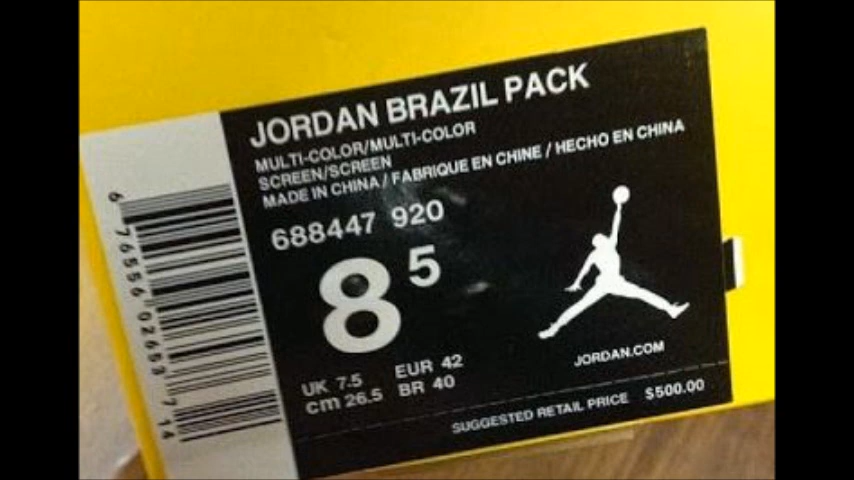 JORDAN BRAZIL PACK
MULTI-COLOR/MULTI-COLOR
SCREEN/SCREEN
MADE IN CHINA / FABRIQUE EN CHINE / HECHO EN CHINA
688447 920
8 5
UK 7.5 EUR 42
cm 26.5 BR 40
JORDAN.COM
SUGGESTED RETAIL PRICE $500.00
6 76556 02653 714